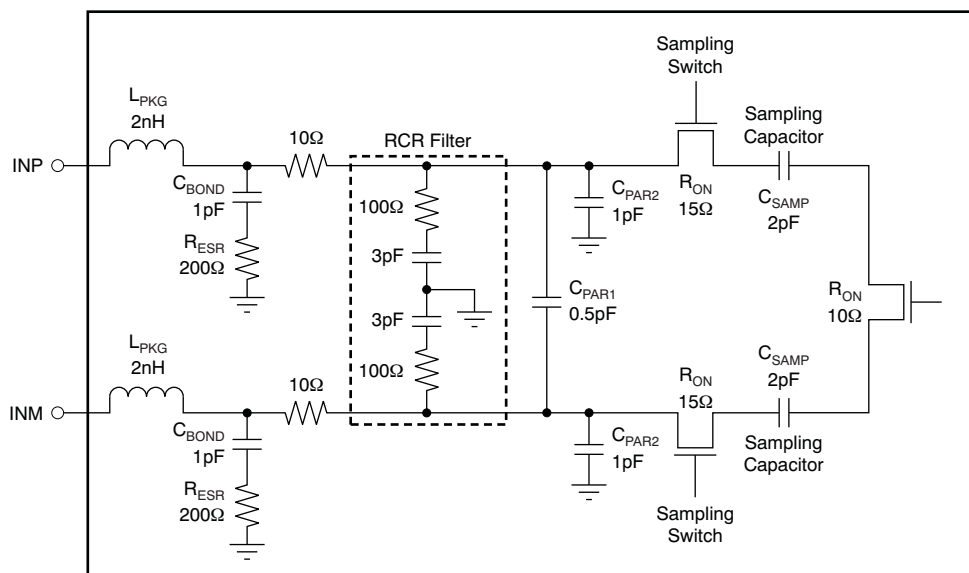 Sampling
Switch
L_PKG
2nH
10Ω
RCR Filter
Sampling
Capacitor
INP
C_BOND
1pF
100Ω
C_PAR2
1pF
R_ON
15Ω
C_SAMP
2pF
R_ESR
200Ω
3pF
C_PAR1
0.5pF
R_ON
10Ω
3pF
L_PKG
2nH
10Ω
100Ω
R_ON
15Ω
C_SAMP
2pF
INM
C_BOND
1pF
C_PAR2
1pF
Sampling
Capacitor
R_ESR
200Ω
Sampling
Switch